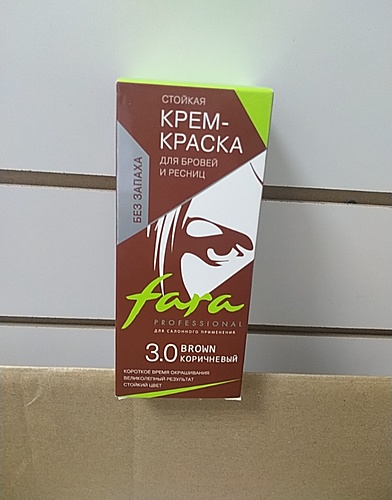 СТОЙКАЯ
КРЕМ-
КРАСКА
ДЛЯ БРОВЕЙ
И РЕСНИЦ
БЕЗ ЗАПАХА
fara
PROFESSIONAL
ДЛЯ САЛОННОГО ПРИМЕНЕНИЯ
3.0 BROWN
КОРИЧНЕВЫЙ
КОРОТКОЕ ВРЕМЯ ОКРАШИВАНИЯ
ВЕЛИКОЛЕПНЫЙ РЕЗУЛЬТАТ
СТОЙКИЙ ЦВЕТ